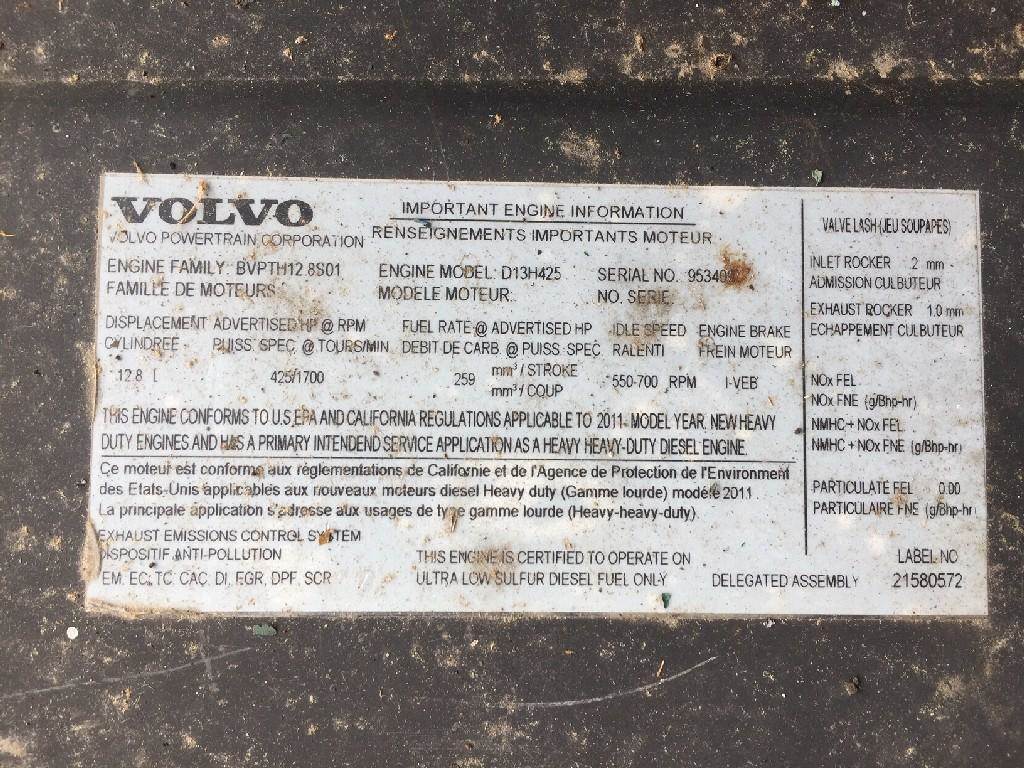 VOLVO
VOLVO POWERTRAIN CORPORATION
IMPORTANT ENGINE INFORMATION
RENSEIGNEMENTS IMPORTANTS MOTEUR
ENGINE FAMILY: BVPTH12.8S01
FAMILLE DE MOTEURS
ENGINE MODEL: D13H425
MODELE MOTEUR:
SERIAL NO.
NO. SERIE:
DISPLACEMENT ADVERTISED HP @ RPM FUEL RATE @ ADVERTISED HP IDLE SPEED ENGINE BRAKE
CYLINDREE PUISS. SPEC. @ TOURS/MIN. DEBIT DE CARB. @ PUISS. SPEC. RALENTI FREIN MOTEUR
12.8 L 425/1700 259 mm³ / STROKE 550-700 RPM I-VEB
mm³ / COUP
THIS ENGINE CONFORMS TO U.S EPA AND CALIFORNIA REGULATIONS APPLICABLE TO 2011- MODEL YEAR. NEW HEAVY
DUTY ENGINES AND HAS A PRIMARY INTENDEND SERVICE APPLICATION AS A HEAVY HEAVY-DUTY DIESEL ENGINE.
Çe moteur est conforme aux réglementations de Californie et de l'Agence de Protection de l'Environment
des Etats-Unis applicables aux nouveaux moteurs diesel Heavy duty (Gamme lourde) modéle 2011.
La principale application s'adresse aux usages de type gamme lourde (Heavy-heavy-duty).
EXHAUST EMISSIONS CONTROL SYSTEM
DISPOSITIF ANTI-POLLUTION
EM, EC, TC, CAC, DI, EGR, DPF, SCR
THIS ENGINE IS CERTIFIED TO OPERATE ON
ULTRA LOW SULFUR DIESEL FUEL ONLY
DELEGATED ASSEMBLY
VALVE LASH (JEU SOUPAPES)
INLET ROCKER .2 mm
ADMISSION CULBUTEUR
EXHAUST ROCKER 1.0 mm
ECHAPPEMENT CULBUTEUR
NOx FEL
NOx FNE (g/Bhp-hr)
NMHC + NOx FEL
NMHC + NOx FNE (g/Bhp-hr)
PARTICULATE FEL 0.00
PARTICULAIRE FNE (g/Bhp-hr)
LABEL NO
21580572